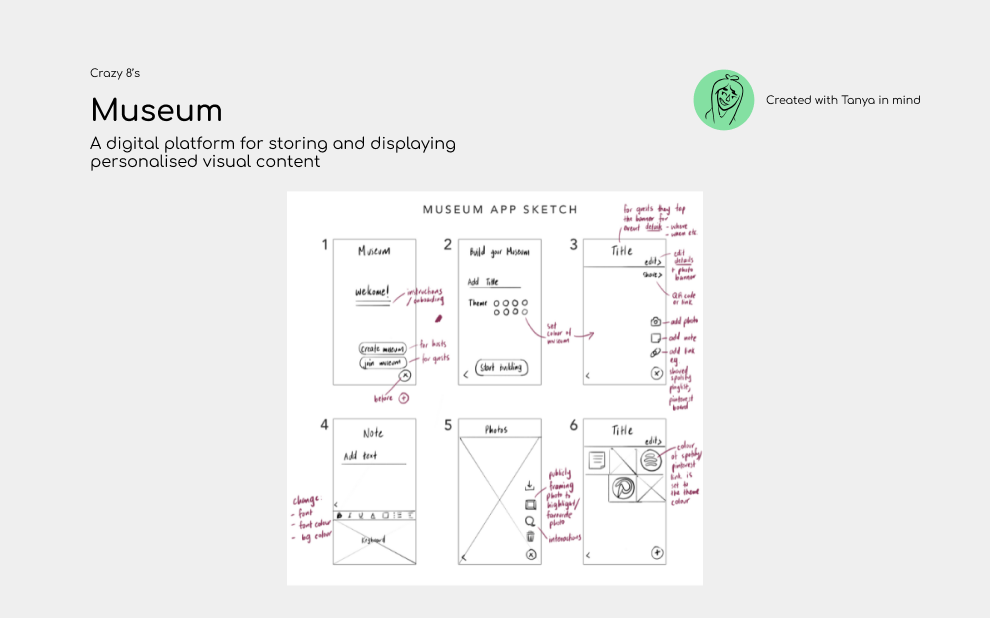 Crazy 8's
Museum
A digital platform for storing and displaying
personalised visual content
Created with Tanya in mind
MUSEUM APP SKETCH
for guests they tap
the banner for
event details - where
- when etc.
1
Museum
welcome!
instructions
/ onboarding
create museum
for hosts
join museum
for guests
before
2
Build your Museum
Add Title
Theme
set
colour of
museum
Start building
3
Title
edit>
edit
details
+ photo
banner
share>
QR code
or link
add photo
add note
add link
eg
shared
spotify
playlist,
pinterest
board
4
Note
Add text
change:
- font
- font colour
- bg colour
B I U A
Keyboard
5
Photos
publicly
framing
photo to
highlight/
favourite
photo
interactions
6
Title
edit>
colour
of spotify/
pinterest
link is
set to
the theme
colour